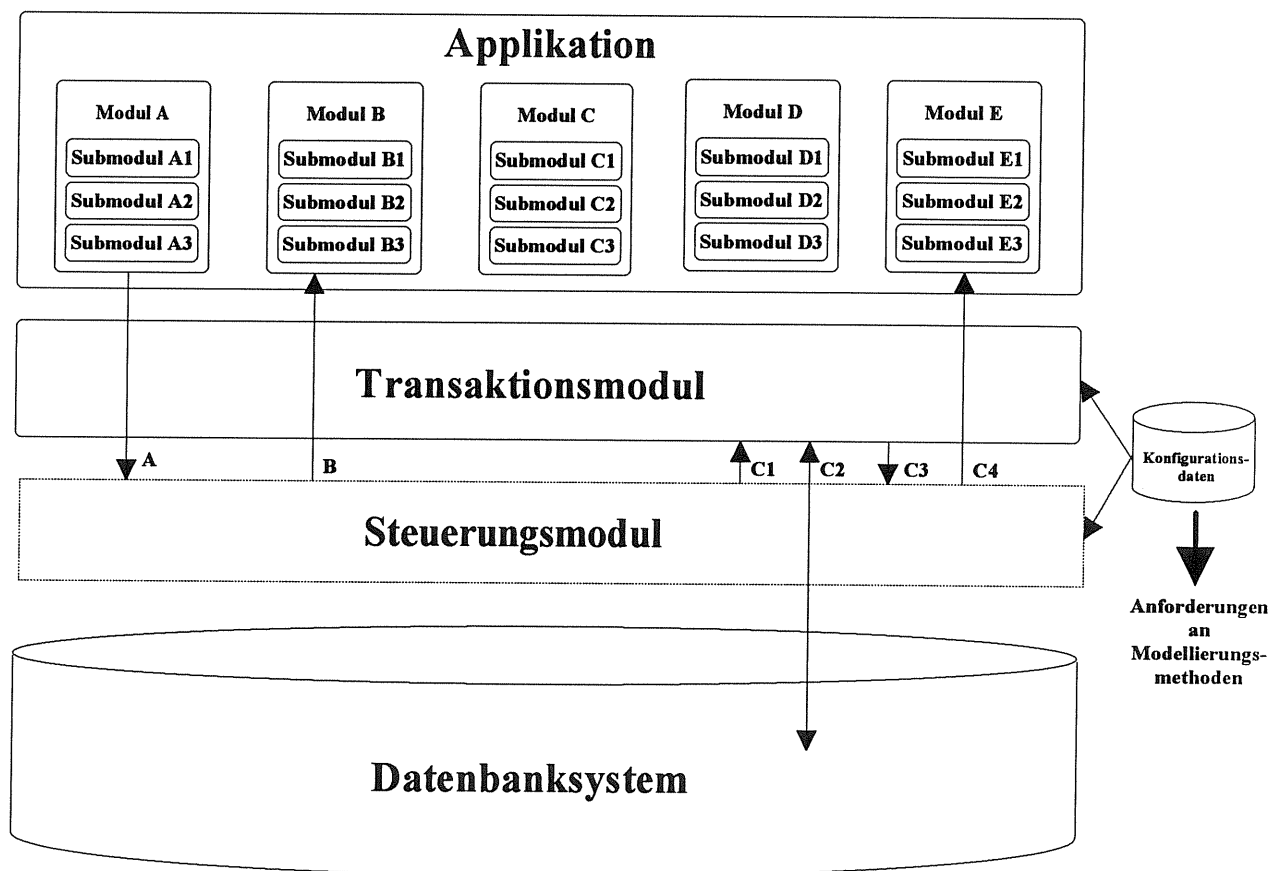 Applikation
Modul A
Submodul A1
Submodul A2
Submodul A3
Modul B
Submodul B1
Submodul B2
Submodul B3
Modul C
Submodul C1
Submodul C2
Submodul C3
Modul D
Submodul D1
Submodul D2
Submodul D3
Modul E
Submodul E1
Submodul E2
Submodul E3
Transaktionsmodul
A
B
C1
C2
C3
C4
Konfigurations-
daten
Steuerungsmodul
Anforderungen
an
Modellierungs-
methoden
Datenbanksystem